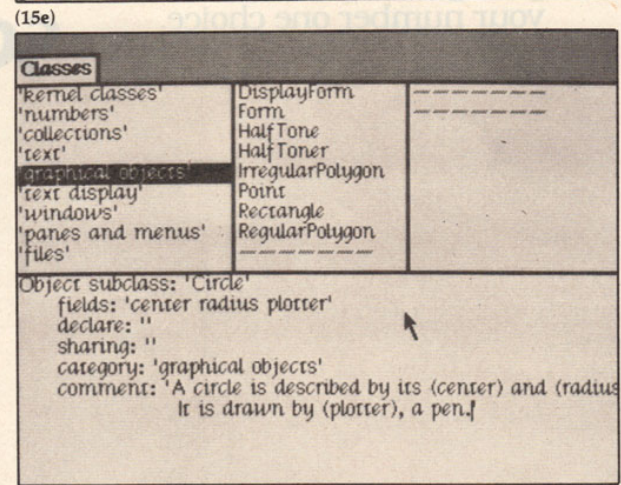 (15e)
Classes
'kernel classes'
'numbers'
'collections'
'text'
'graphical objects'
'text display'
'windows'
'panes and menus'
'files'
DisplayForm
Form
HalfTone
HalfToner
IrregularPolygon
Point
Rectangle
RegularPolygon
Object subclass: 'Circle'
fields: 'center radius plotter'
declare: ''
sharing: ''
category: 'graphical objects'
comment: 'A circle is described by its (center) and (radius
It is drawn by (plotter), a pen.